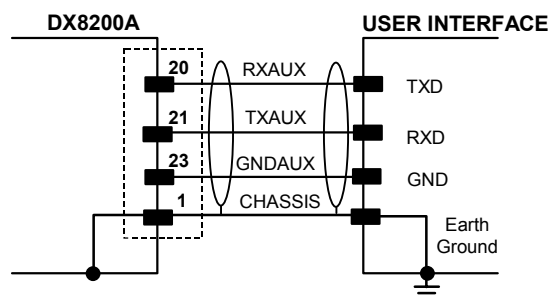 DX8200A
USER INTERFACE
20 RXAUX TXD
21 TXAUX RXD
23 GNDAUX GND
1 CHASSIS
Earth
Ground